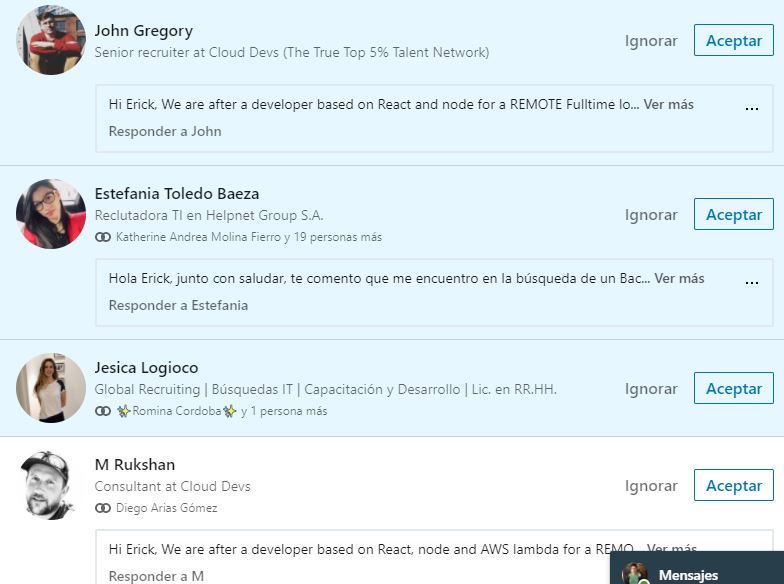 John Gregory
Senior recruiter at Cloud Devs (The True Top 5% Talent Network)
Ignorar Aceptar
Hi Erick, We are after a developer based on React and node for a REMOTE Fulltime lo... Ver más ...
Responder a John
Estefania Toledo Baeza
Reclutadora TI en Helpnet Group S.A.
Ignorar Aceptar
Katherine Andrea Molina Fierro y 19 personas más
Hola Erick, junto con saludar, te comento que me encuentro en la búsqueda de un Bac... Ver más ...
Responder a Estefania
Jesica Logioco
Global Recruiting | Búsquedas IT | Capacitación y Desarrollo | Lic. en RR.HH.
Ignorar Aceptar
✨Romina Cordoba✨ y 1 persona más
M Rukshan
Consultant at Cloud Devs
Ignorar Aceptar
Diego Arias Gómez
Hi Erick, We are after a developer based on React, node and AWS lambda for a REMO... Ver más
Responder a M
Mensajes